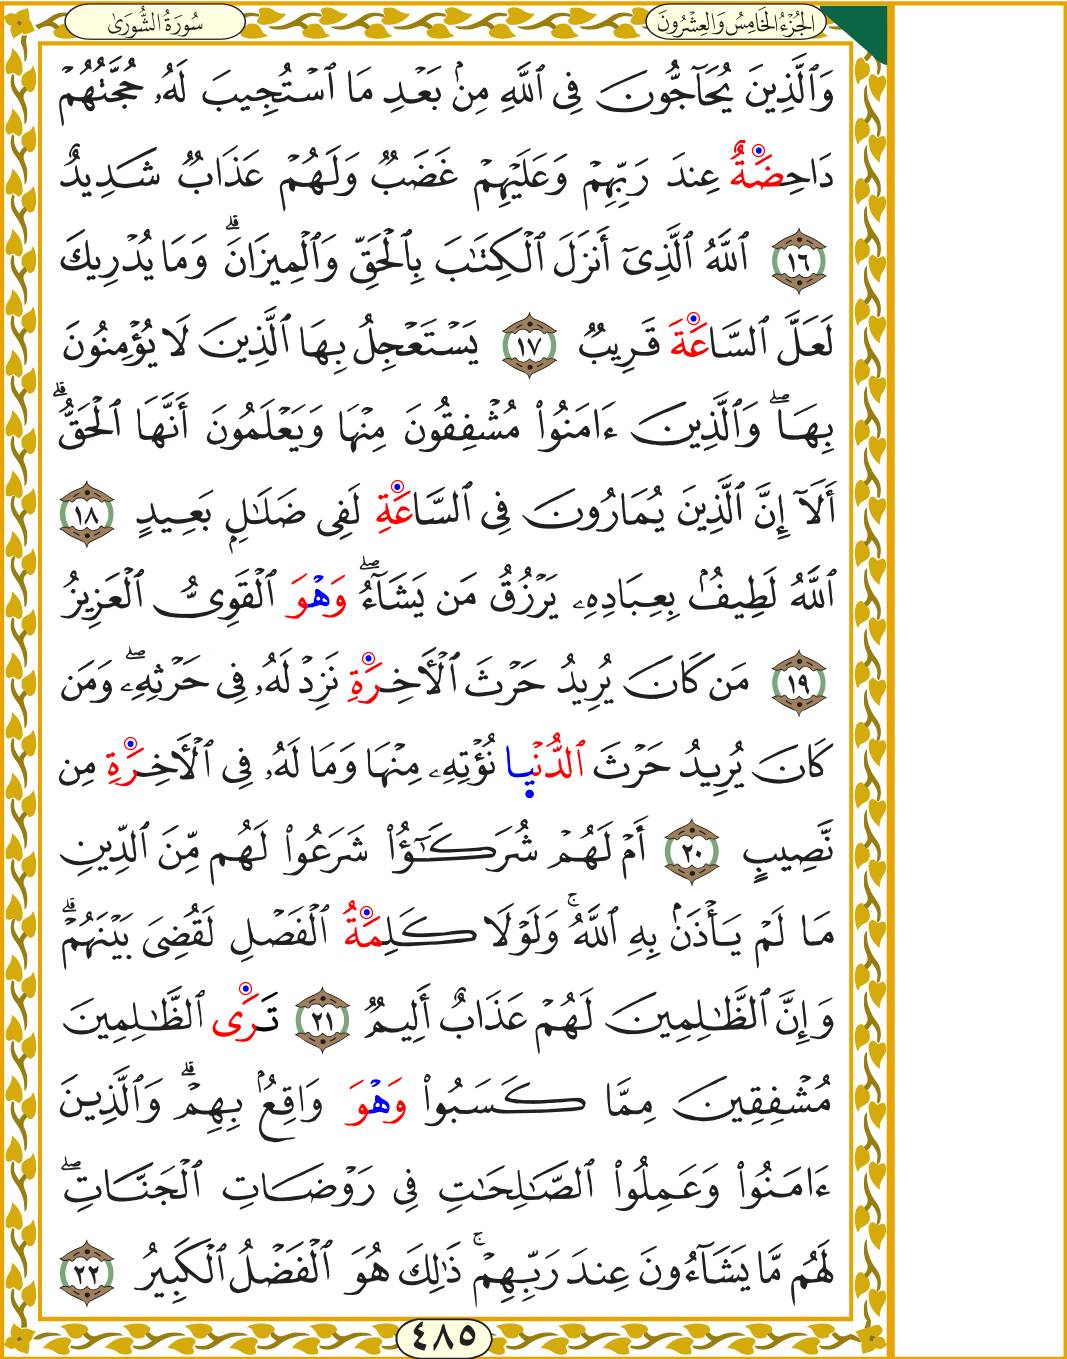 الجُزْءُ الخَامِسُ وَالعِشْرُونَ سُورَةُ الشُّورَىٰ
وَٱلَّذِينَ يُحَآجُّونَ فِى ٱللَّهِ مِنۢ بَعْدِ مَا ٱسْتُجِيبَ لَهُۥ حُجَّتُهُمْ
دَاحِضَةٌ عِندَ رَبِّهِمْ وَعَلَيْهِمْ غَضَبٌ وَلَهُمْ عَذَابٌ شَدِيدٌ
١٦ ٱللَّهُ ٱلَّذِىٓ أَنزَلَ ٱلْكِتَٰبَ بِٱلْحَقِّ وَٱلْمِيزَانَۗ وَمَا يُدْرِيكَ
لَعَلَّ ٱلسَّاعَةَ قَرِيبٌ ١٧ يَسْتَعْجِلُ بِهَا ٱلَّذِينَ لَا يُؤْمِنُونَ
بِهَاۖ وَٱلَّذِينَ ءَامَنُوا۟ مُشْفِقُونَ مِنْهَا وَيَعْلَمُونَ أَنَّهَا ٱلْحَقُّۗ
أَلَآ إِنَّ ٱلَّذِينَ يُمَارُونَ فِى ٱلسَّاعَةِ لَفِى ضَلَٰلٍۭ بَعِيدٍ ١٨
ٱللَّهُ لَطِيفٌۢ بِعِبَادِهِۦ يَرْزُقُ مَن يَشَآءُۖ وَهْوَ ٱلْقَوِىُّ ٱلْعَزِيزُ
١٩ مَن كَانَ يُرِيدُ حَرْثَ ٱلْأَخِرَةِ نَزِدْ لَهُۥ فِى حَرْثِهِۦۖ وَمَن
كَانَ يُرِيدُ حَرْثَ ٱلدُّنْيا نُؤْتِهِۦ مِنْهَا وَمَا لَهُۥ فِى ٱلْأَخِرَةِ مِن
نَّصِيبٍ ٢٠ أَمْ لَهُمْ شُرَكَٰٓؤُا۟ شَرَعُوا۟ لَهُم مِّنَ ٱلدِّينِ
مَا لَمْ يَأْذَنۢ بِهِ ٱللَّهُۚ وَلَوْلَا كَلِمَةُ ٱلْفَصْلِ لَقُضِىَ بَيْنَهُمْۗ
وَإِنَّ ٱلظَّٰلِمِينَ لَهُمْ عَذَابٌ أَلِيمٌ ٢١ تَرَى ٱلظَّٰلِمِينَ
مُشْفِقِينَ مِمَّا كَسَبُوا۟ وَهْوَ وَاقِعٌۢ بِهِمْۗ وَٱلَّذِينَ
ءَامَنُوا۟ وَعَمِلُوا۟ ٱلصَّٰلِحَٰتِ فِى رَوْضَاتِ ٱلْجَنَّاتِۖ
لَهُم مَّا يَشَآءُونَ عِندَ رَبِّهِمْۚ ذَٰلِكَ هُوَ ٱلْفَضْلُ ٱلْكَبِيرُ ٢٢
٤٨٥